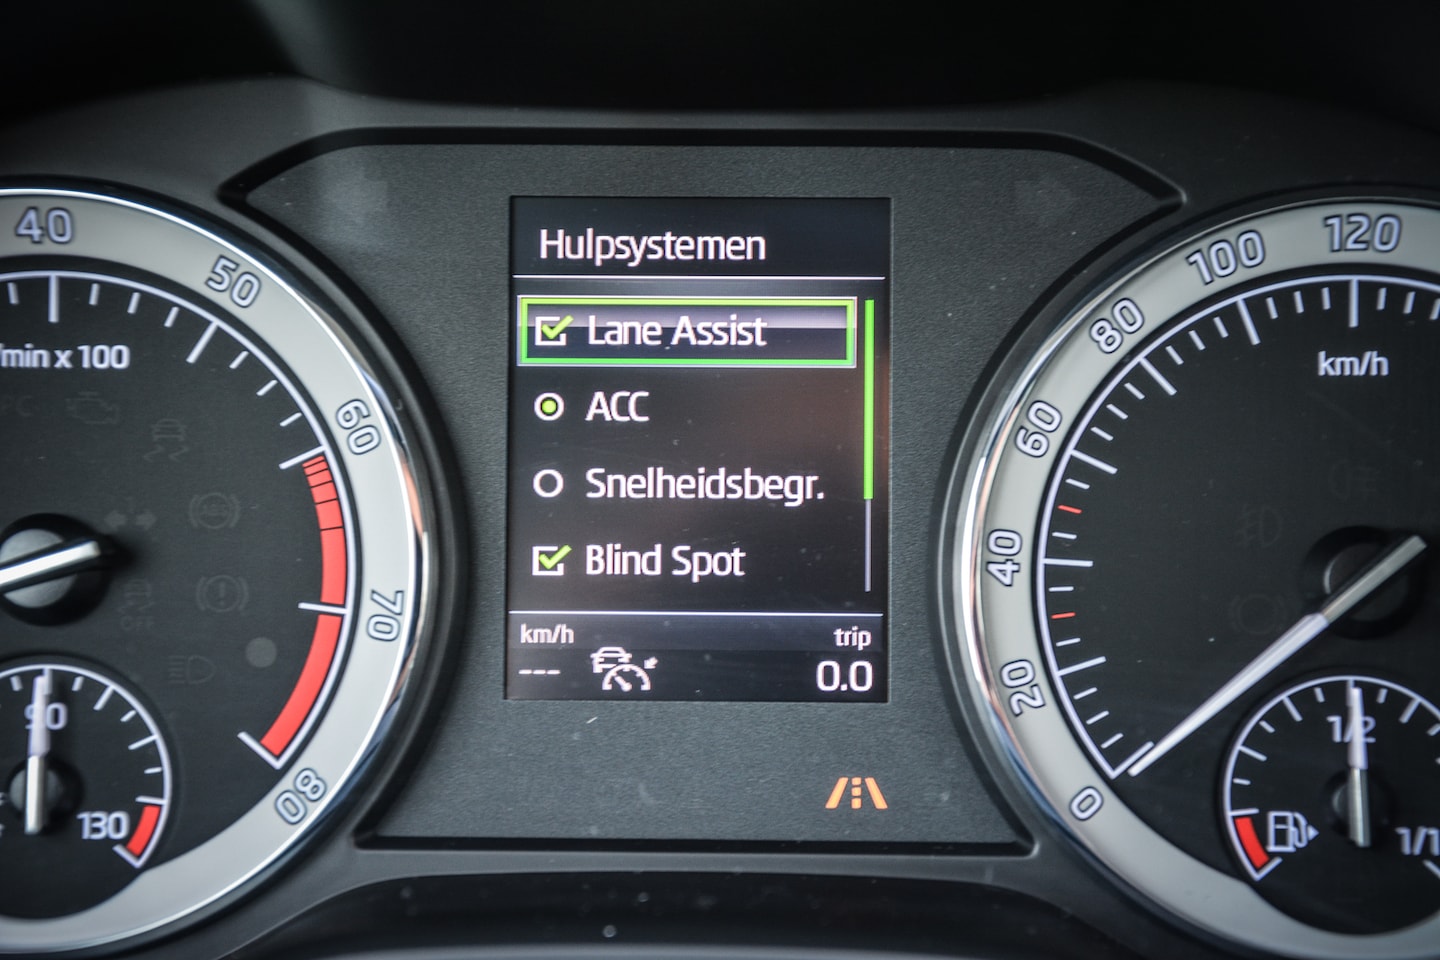 40
50
60
70
80
/min x 100
90
130
Hulpsystemen
Lane Assist
ACC
Snelheidsbegr.
Blind Spot
km/h
trip
---
0.0
0
20
40
60
80
100
120
km/h
1/2
1/1